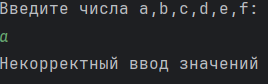 Введите числа a,b,c,d,e,f:
a
Некорректный ввод значений